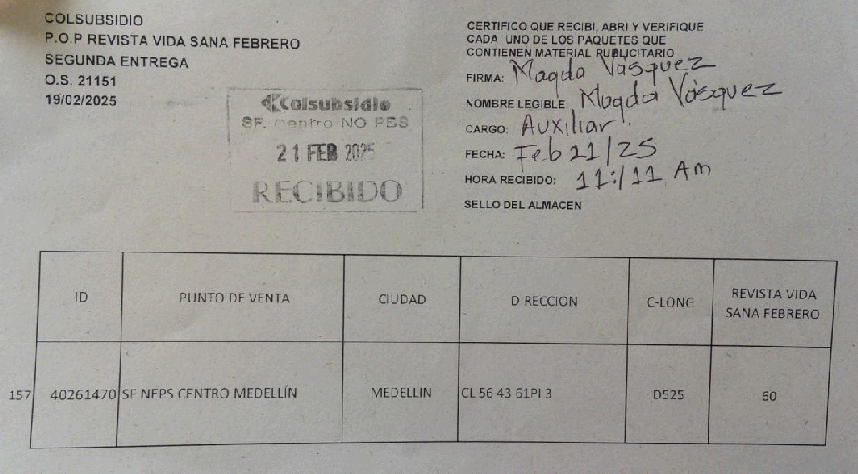 COLSUBSIDIO
P.O.P REVISTA VIDA SANA FEBRERO
SEGUNDA ENTREGA
O.S. 21151
19/02/2025
Colsubsidio
SF. Centro NO PBS
21 FEB 2025
RECIBIDO
CERTIFICO QUE RECIBI, ABRI Y VERIFIQUE
CADA UNO DE LOS PAQUETES QUE
CONTIENEN MATERIAL PUBLICITARIO
FIRMA: Magda Vásquez
NOMBRE LEGIBLE Magda Vásquez
CARGO: Auxiliar
FECHA: Feb 21/25
HORA RECIBIDO: 11:/11 Am
SELLO DEL ALMACEN
ID PUNTO DE VENTA CIUDAD D RECCION C-LONG REVISTA VIDA SANA FEBRERO
157 40261470 SF NEPS CENTRO MEDELLÍN MEDELLIN CL 56 43 61PI 3 D525 60